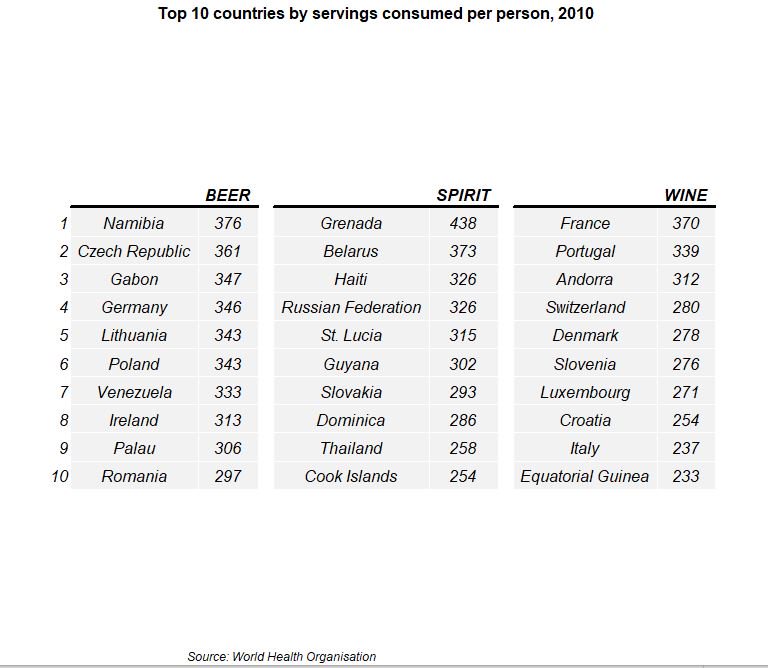 Top 10 countries by servings consumed per person, 2010
BEER SPIRIT WINE
1 Namibia 376 Grenada 438 France 370
2 Czech Republic 361 Belarus 373 Portugal 339
3 Gabon 347 Haiti 326 Andorra 312
4 Germany 346 Russian Federation 326 Switzerland 280
5 Lithuania 343 St. Lucia 315 Denmark 278
6 Poland 343 Guyana 302 Slovenia 276
7 Venezuela 333 Slovakia 293 Luxembourg 271
8 Ireland 313 Dominica 286 Croatia 254
9 Palau 306 Thailand 258 Italy 237
10 Romania 297 Cook Islands 254 Equatorial Guinea 233
Source: World Health Organisation